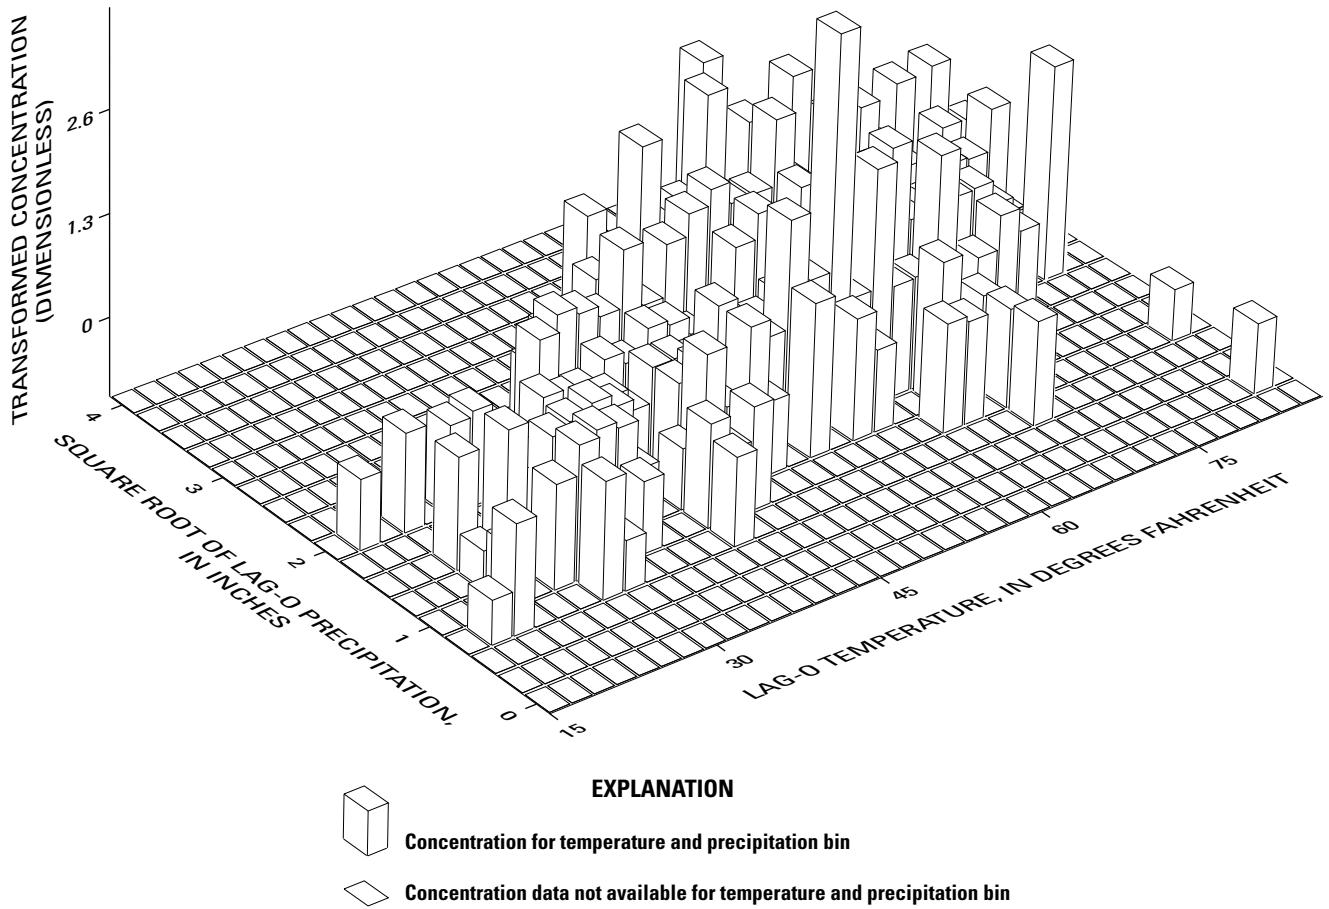 TRANSFORMED CONCENTRATION
(DIMENSIONLESS)
2.6
1.3
0
4
3
2
1
0
SQUARE ROOT OF LAG-0 PRECIPITATION,
IN INCHES
15
30
45
60
75
LAG-0 TEMPERATURE, IN DEGREES FAHRENHEIT
EXPLANATION
Concentration for temperature and precipitation bin
Concentration data not available for temperature and precipitation bin